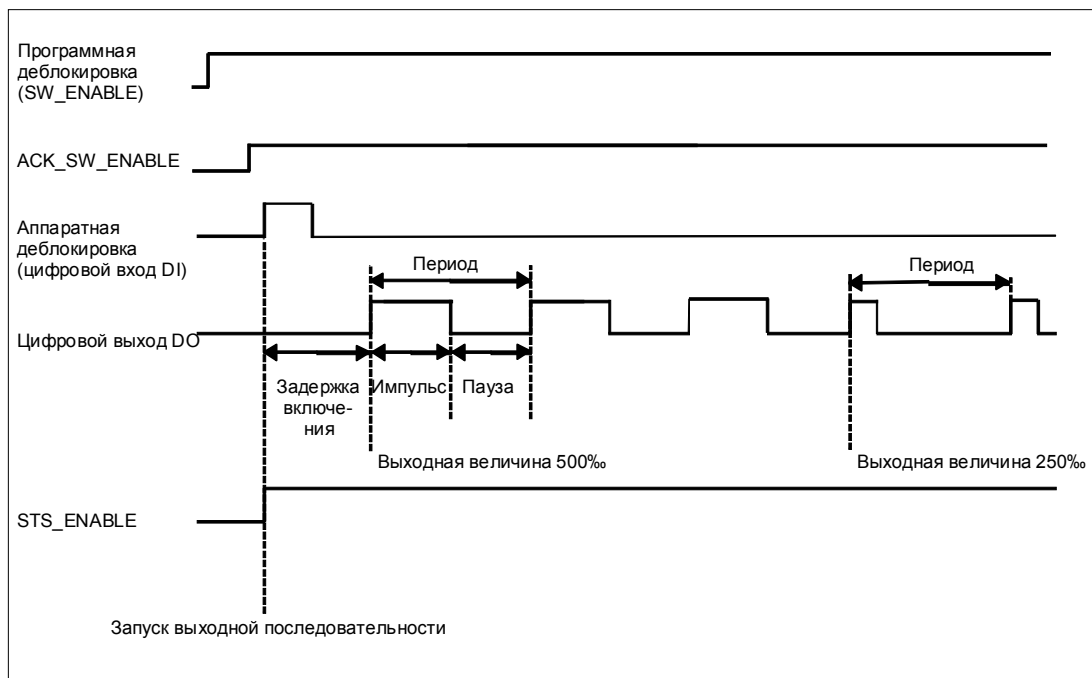 Программная
деблокировка
(SW_ENABLE)
ACK_SW_ENABLE
Аппаратная
деблокировка
(цифровой вход DI)
Период
Период
Цифровой выход DO
Задержка
включе-
ния
Импульс
Пауза
Выходная величина 500‰
Выходная величина 250‰
STS_ENABLE
Запуск выходной последовательности